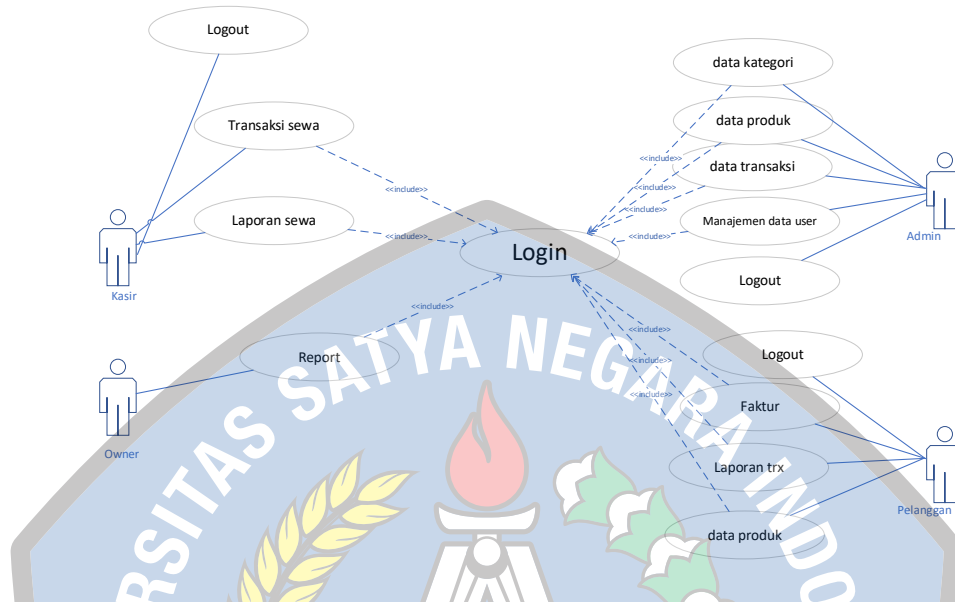 Logout
data kategori
Transaksi sewa
data produk
<<include>>
data transaksi
<<include>>
<<include>>
<<include>>
Laporan sewa
<<include>>
Manajemen data user
<<include>>
<<include>>
Admin
Login
Kasir
Logout
<<include>>
<<include>>
Report
Logout
<<include>>
<<include>>
Faktur
Owner
Laporan trx
Pelanggan
data produk
RSITAS SATYA NEGARA INDO